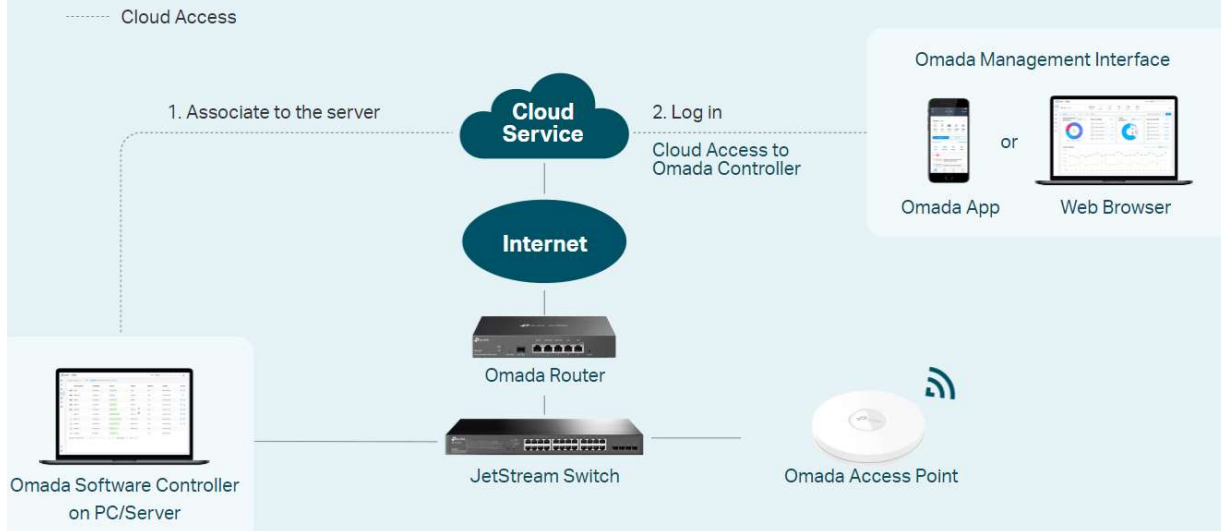 Cloud Access
Omada Management Interface
1. Associate to the server
Cloud
Service
2. Log in
Cloud Access to
Omada Controller
or
Omada App
Web Browser
Internet
Omada Router
JetStream Switch
Omada Access Point
Omada Software Controller
on PC/Server